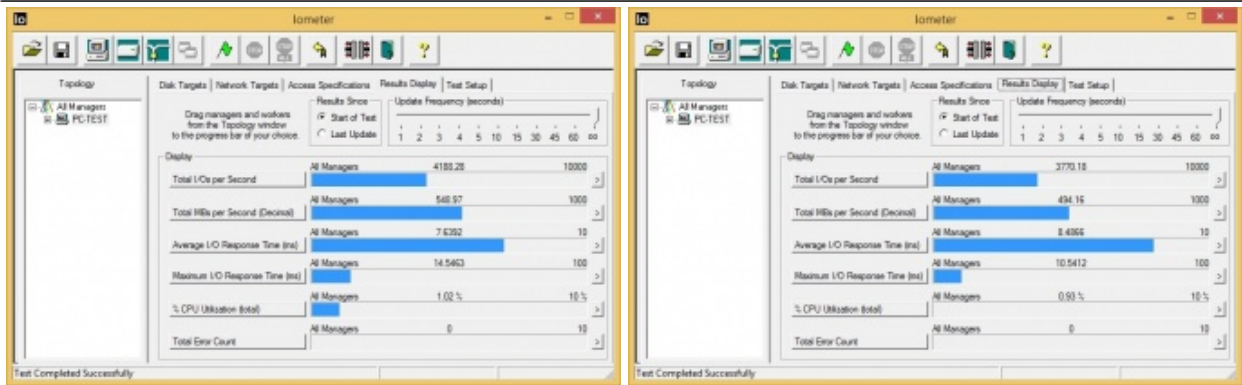 Iometer
Topology
All Managers
PC-TEST
Disk Targets | Network Targets | Access Specifications | Results Display | Test Setup
Drag managers and workers
from the Topology window
to the progress bar of your choice.
Results Since
Start of Test
Last Update
Update Frequency (seconds)
1 2 3 4 5 10 15 30 45 60 oo
Display
All Managers 4188.28 10000
Total I/Os per Second
All Managers 548.97 1000
Total MBs per Second (Decimal)
All Managers 7.6392 10
Average I/O Response Time (ms)
All Managers 14.5463 100
Maximum I/O Response Time (ms)
All Managers 1.02 % 10 %
% CPU Utilization (total)
All Managers 0 10
Total Error Count
Test Completed Successfully
Iometer
Topology
All Managers
PC-TEST
Disk Targets | Network Targets | Access Specifications | Results Display | Test Setup
Drag managers and workers
from the Topology window
to the progress bar of your choice.
Results Since
Start of Test
Last Update
Update Frequency (seconds)
1 2 3 4 5 10 15 30 45 60 oo
Display
All Managers 3770.18 10000
Total I/Os per Second
All Managers 494.16 1000
Total MBs per Second (Decimal)
All Managers 8.4866 10
Average I/O Response Time (ms)
All Managers 10.5412 100
Maximum I/O Response Time (ms)
All Managers 0.93 % 10 %
% CPU Utilization (total)
All Managers 0 10
Total Error Count
Test Completed Successfully